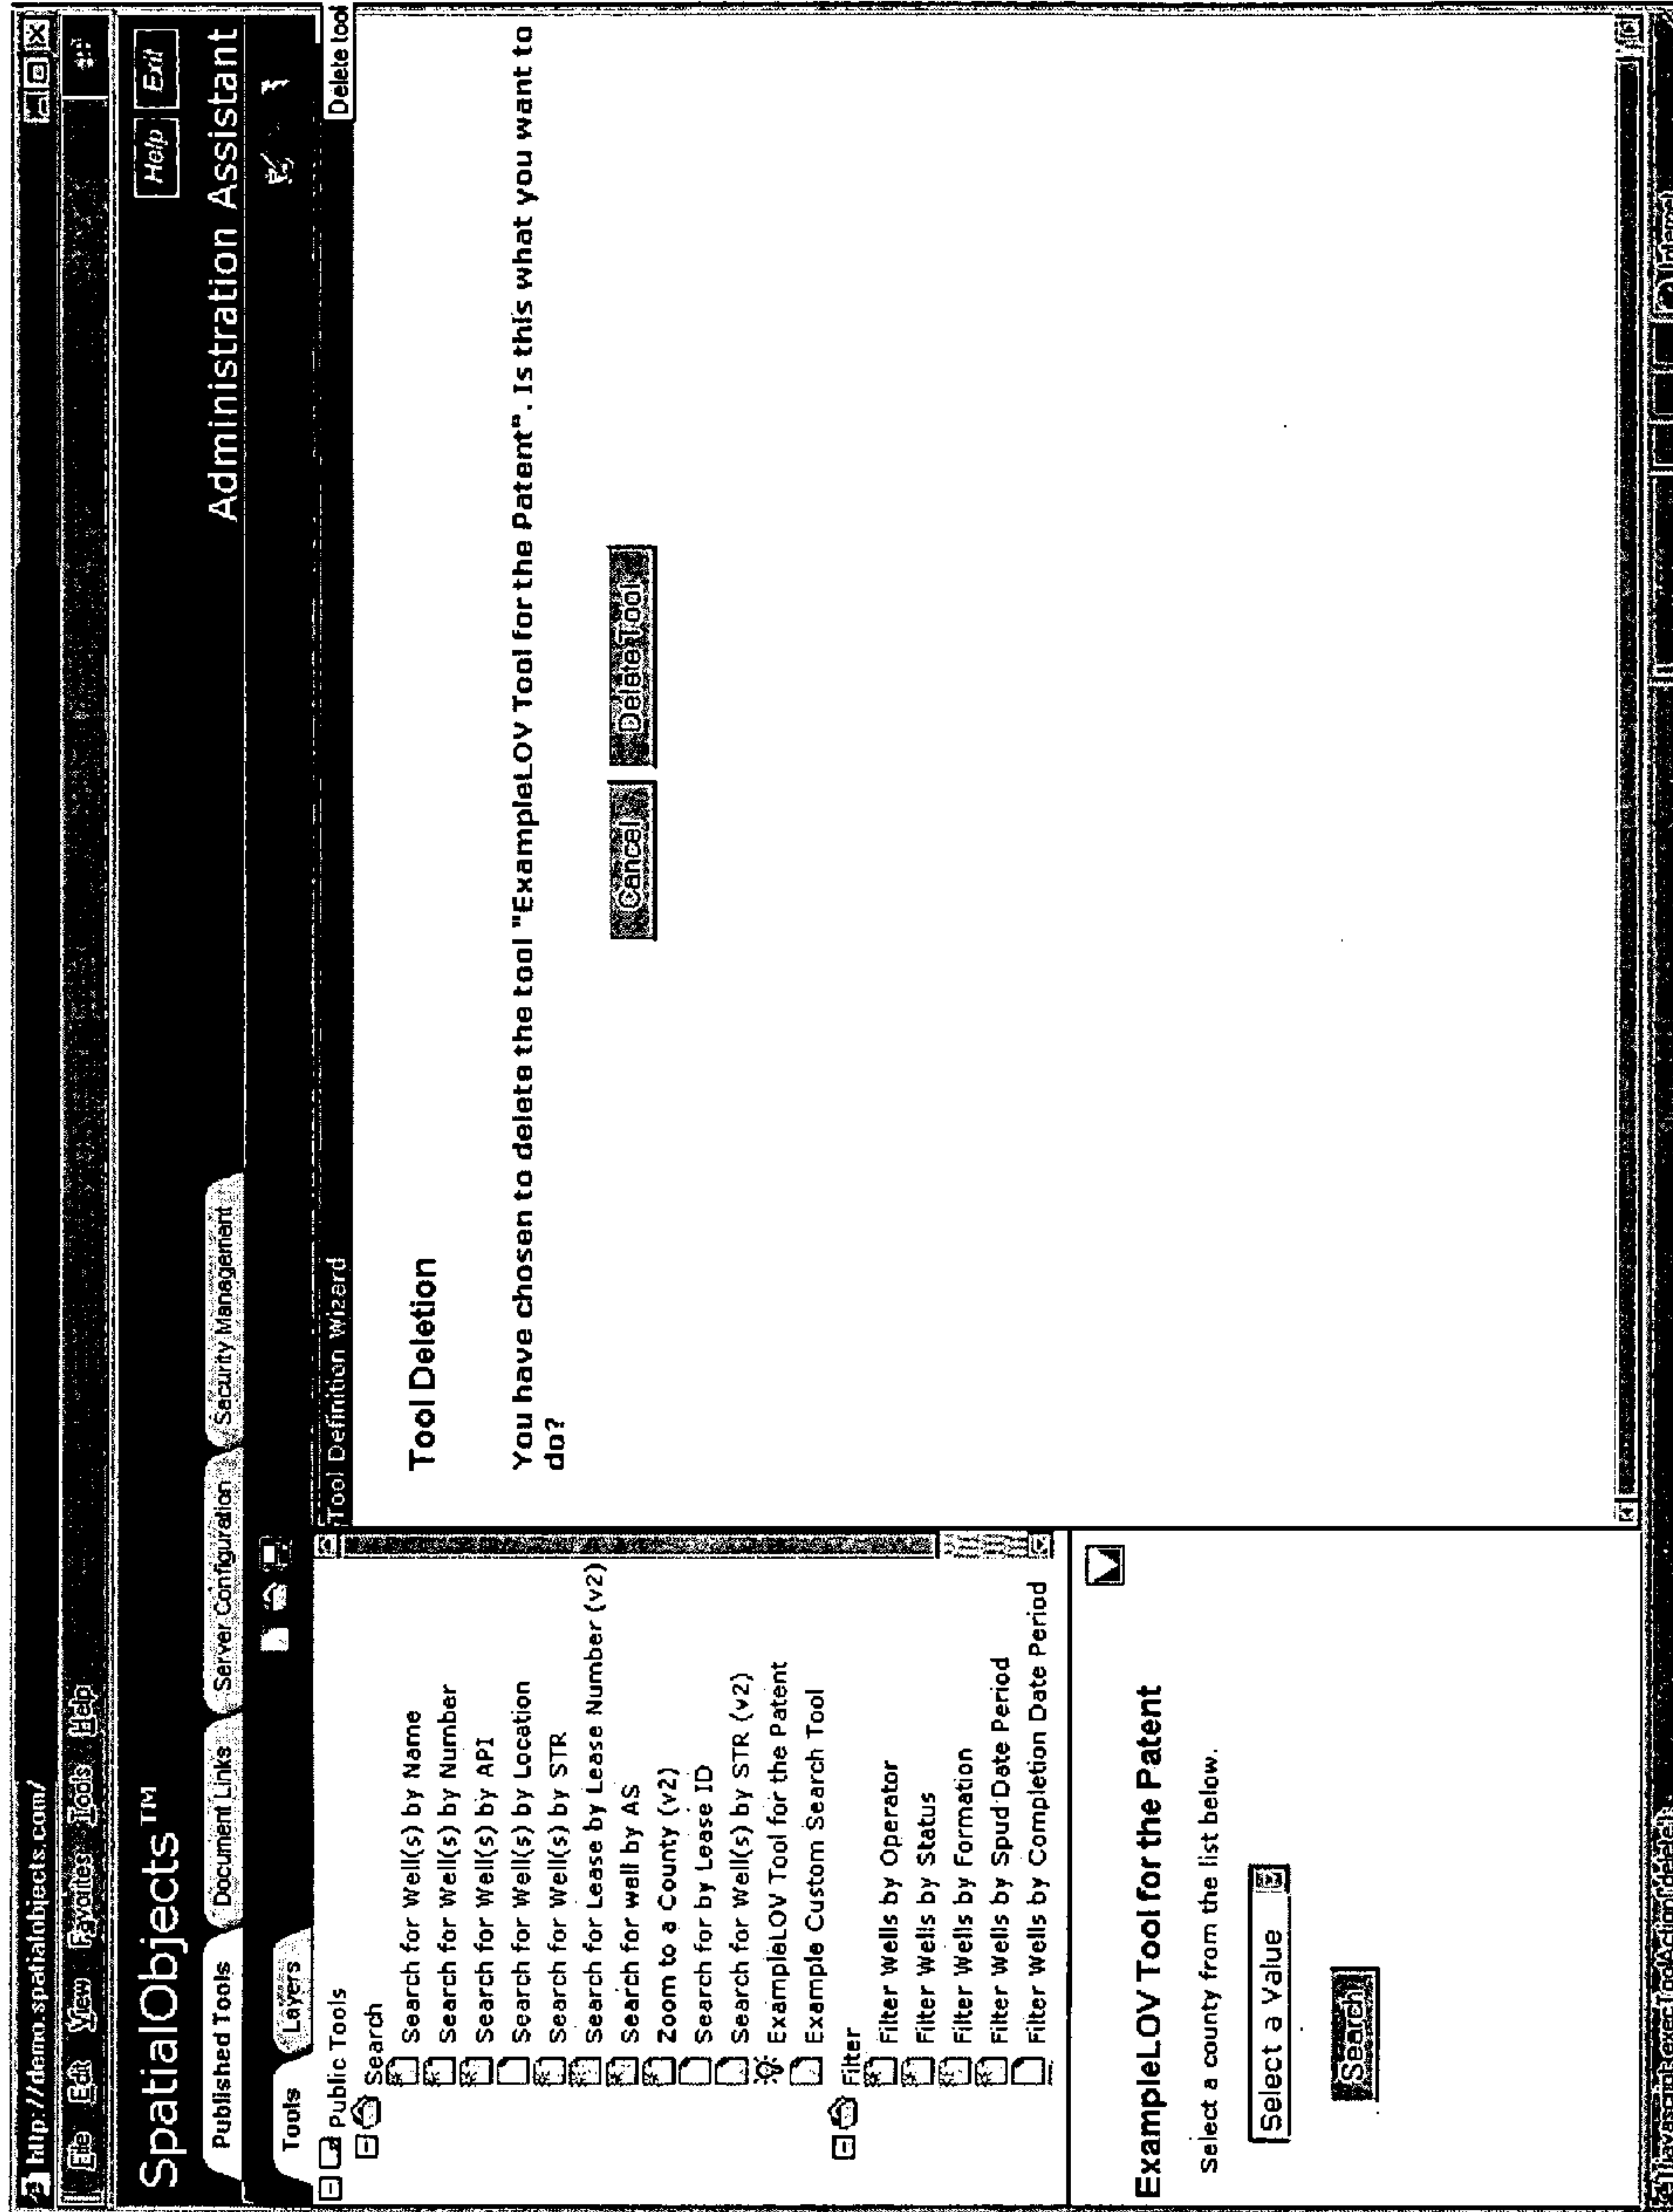 http://demo.spatialobjects.com/
File Edit View Favorites Tools Help
SpatialObjects™
Help Exit
Published Tools Document Links Server Configuration Security Management
Administration Assistant
Tools Layers
Public Tools
Search
Search for Well(s) by Name
Search for Well(s) by Number
Search for Well(s) by API
Search for Well(s) by Location
Search for Well(s) by STR
Search for Lease by Lease Number (v2)
Search for well by AS
Zoom to a County (v2)
Search for by Lease ID
Search for Well(s) by STR (v2)
ExampleLOV Tool for the Patent
Example Custom Search Tool
Filter
Filter Wells by Operator
Filter Wells by Status
Filter Wells by Formation
Filter Wells by Spud Date Period
Filter Wells by Completion Date Period
ExampleLOV Tool for the Patent
Select a county from the list below.
Select a Value
Search
Tool Definition Wizard
Delete tool
Tool Deletion
You have chosen to delete the tool "ExampleLOV Tool for the Patent". Is this what you want to
do?
Cancel Delete Tool
Internet